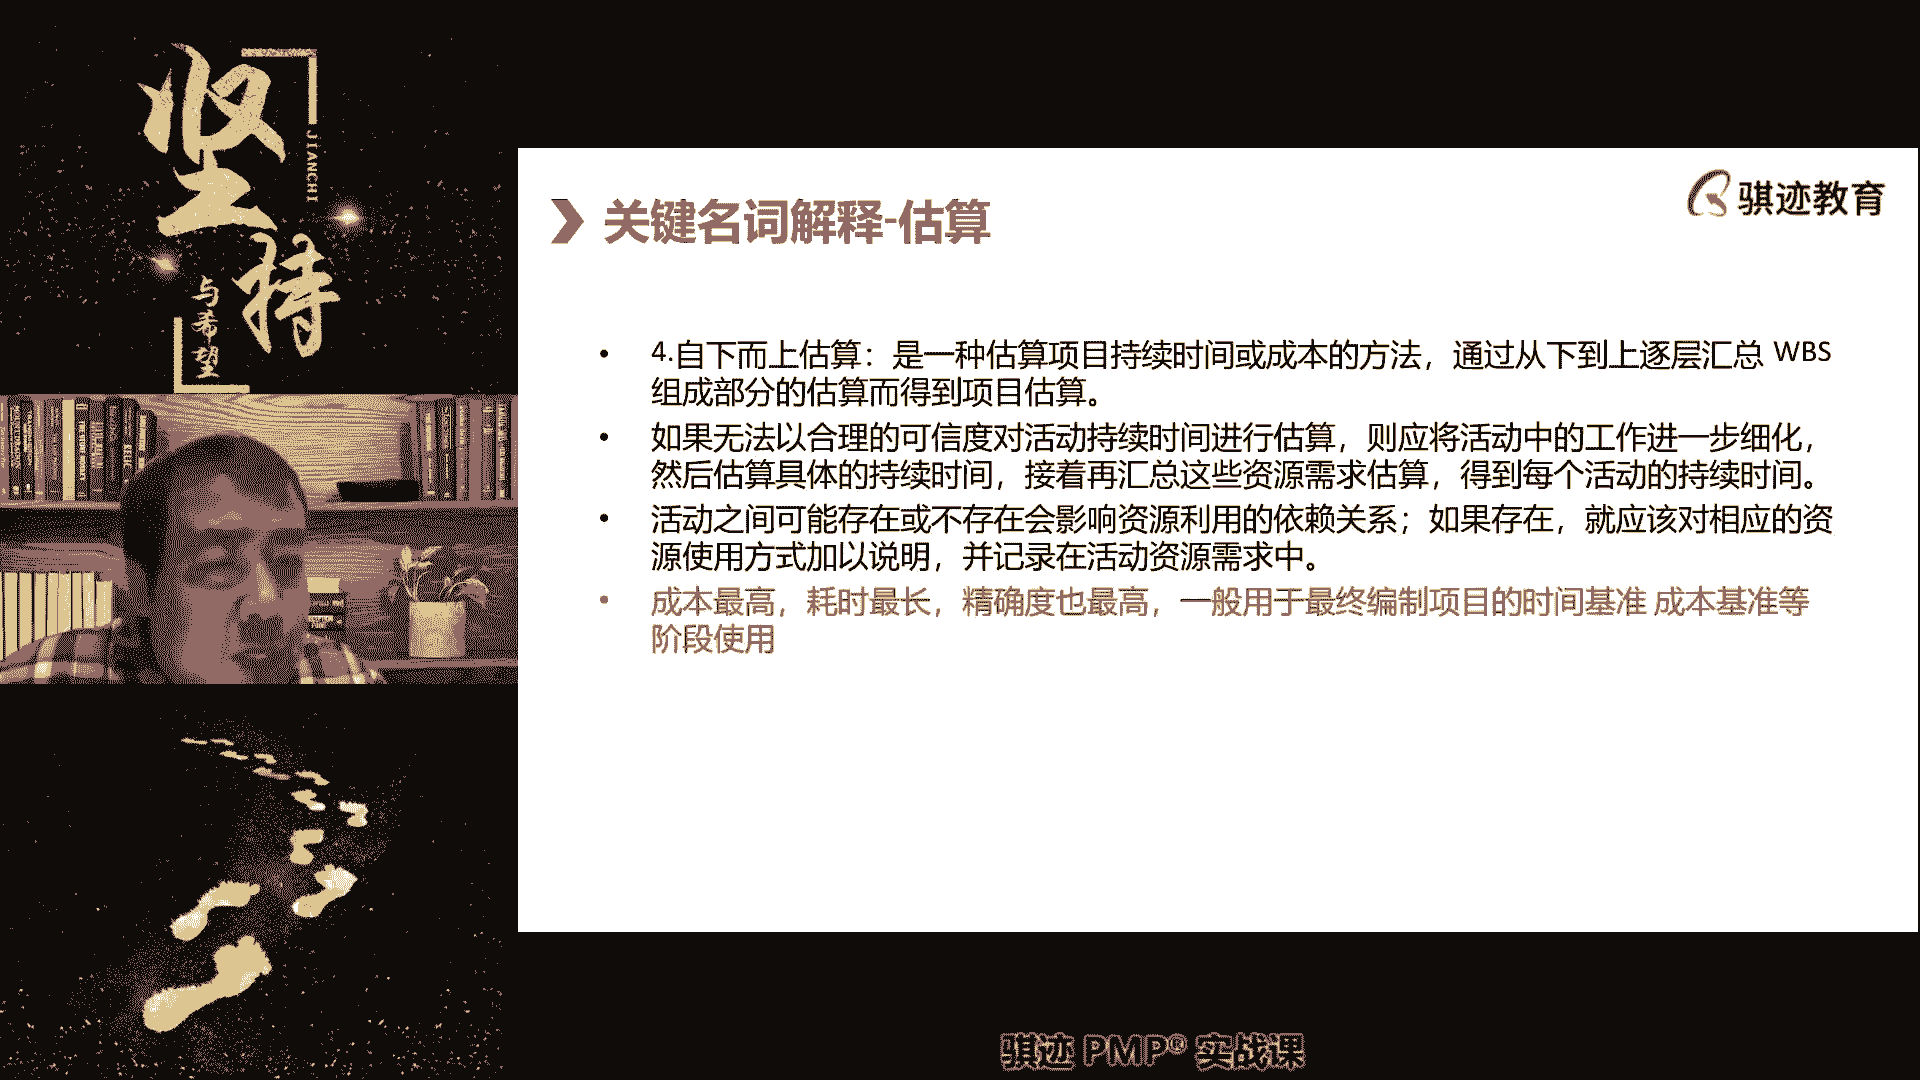 坚持
JIANCHI
与希望
骐迹教育
关键名词解释-估算
• 4.自下而上估算：是一种估算项目持续时间或成本的方法，通过从下到上逐层汇总 WBS
组成部分的估算而得到项目估算。
• 如果无法以合理的可信度对活动持续时间进行估算，则应将活动中的工作进一步细化，
然后估算具体的持续时间，接着再汇总这些资源需求估算，得到每个活动的持续时间。
• 活动之间可能存在或不存在会影响资源利用的依赖关系；如果存在，就应该对相应的资
源使用方式加以说明，并记录在活动资源需求中。
• 成本最高，耗时最长，精确度也最高，一般用于最终编制项目的时间基准 成本基准等
阶段使用
骐迹 PMP® 实战课